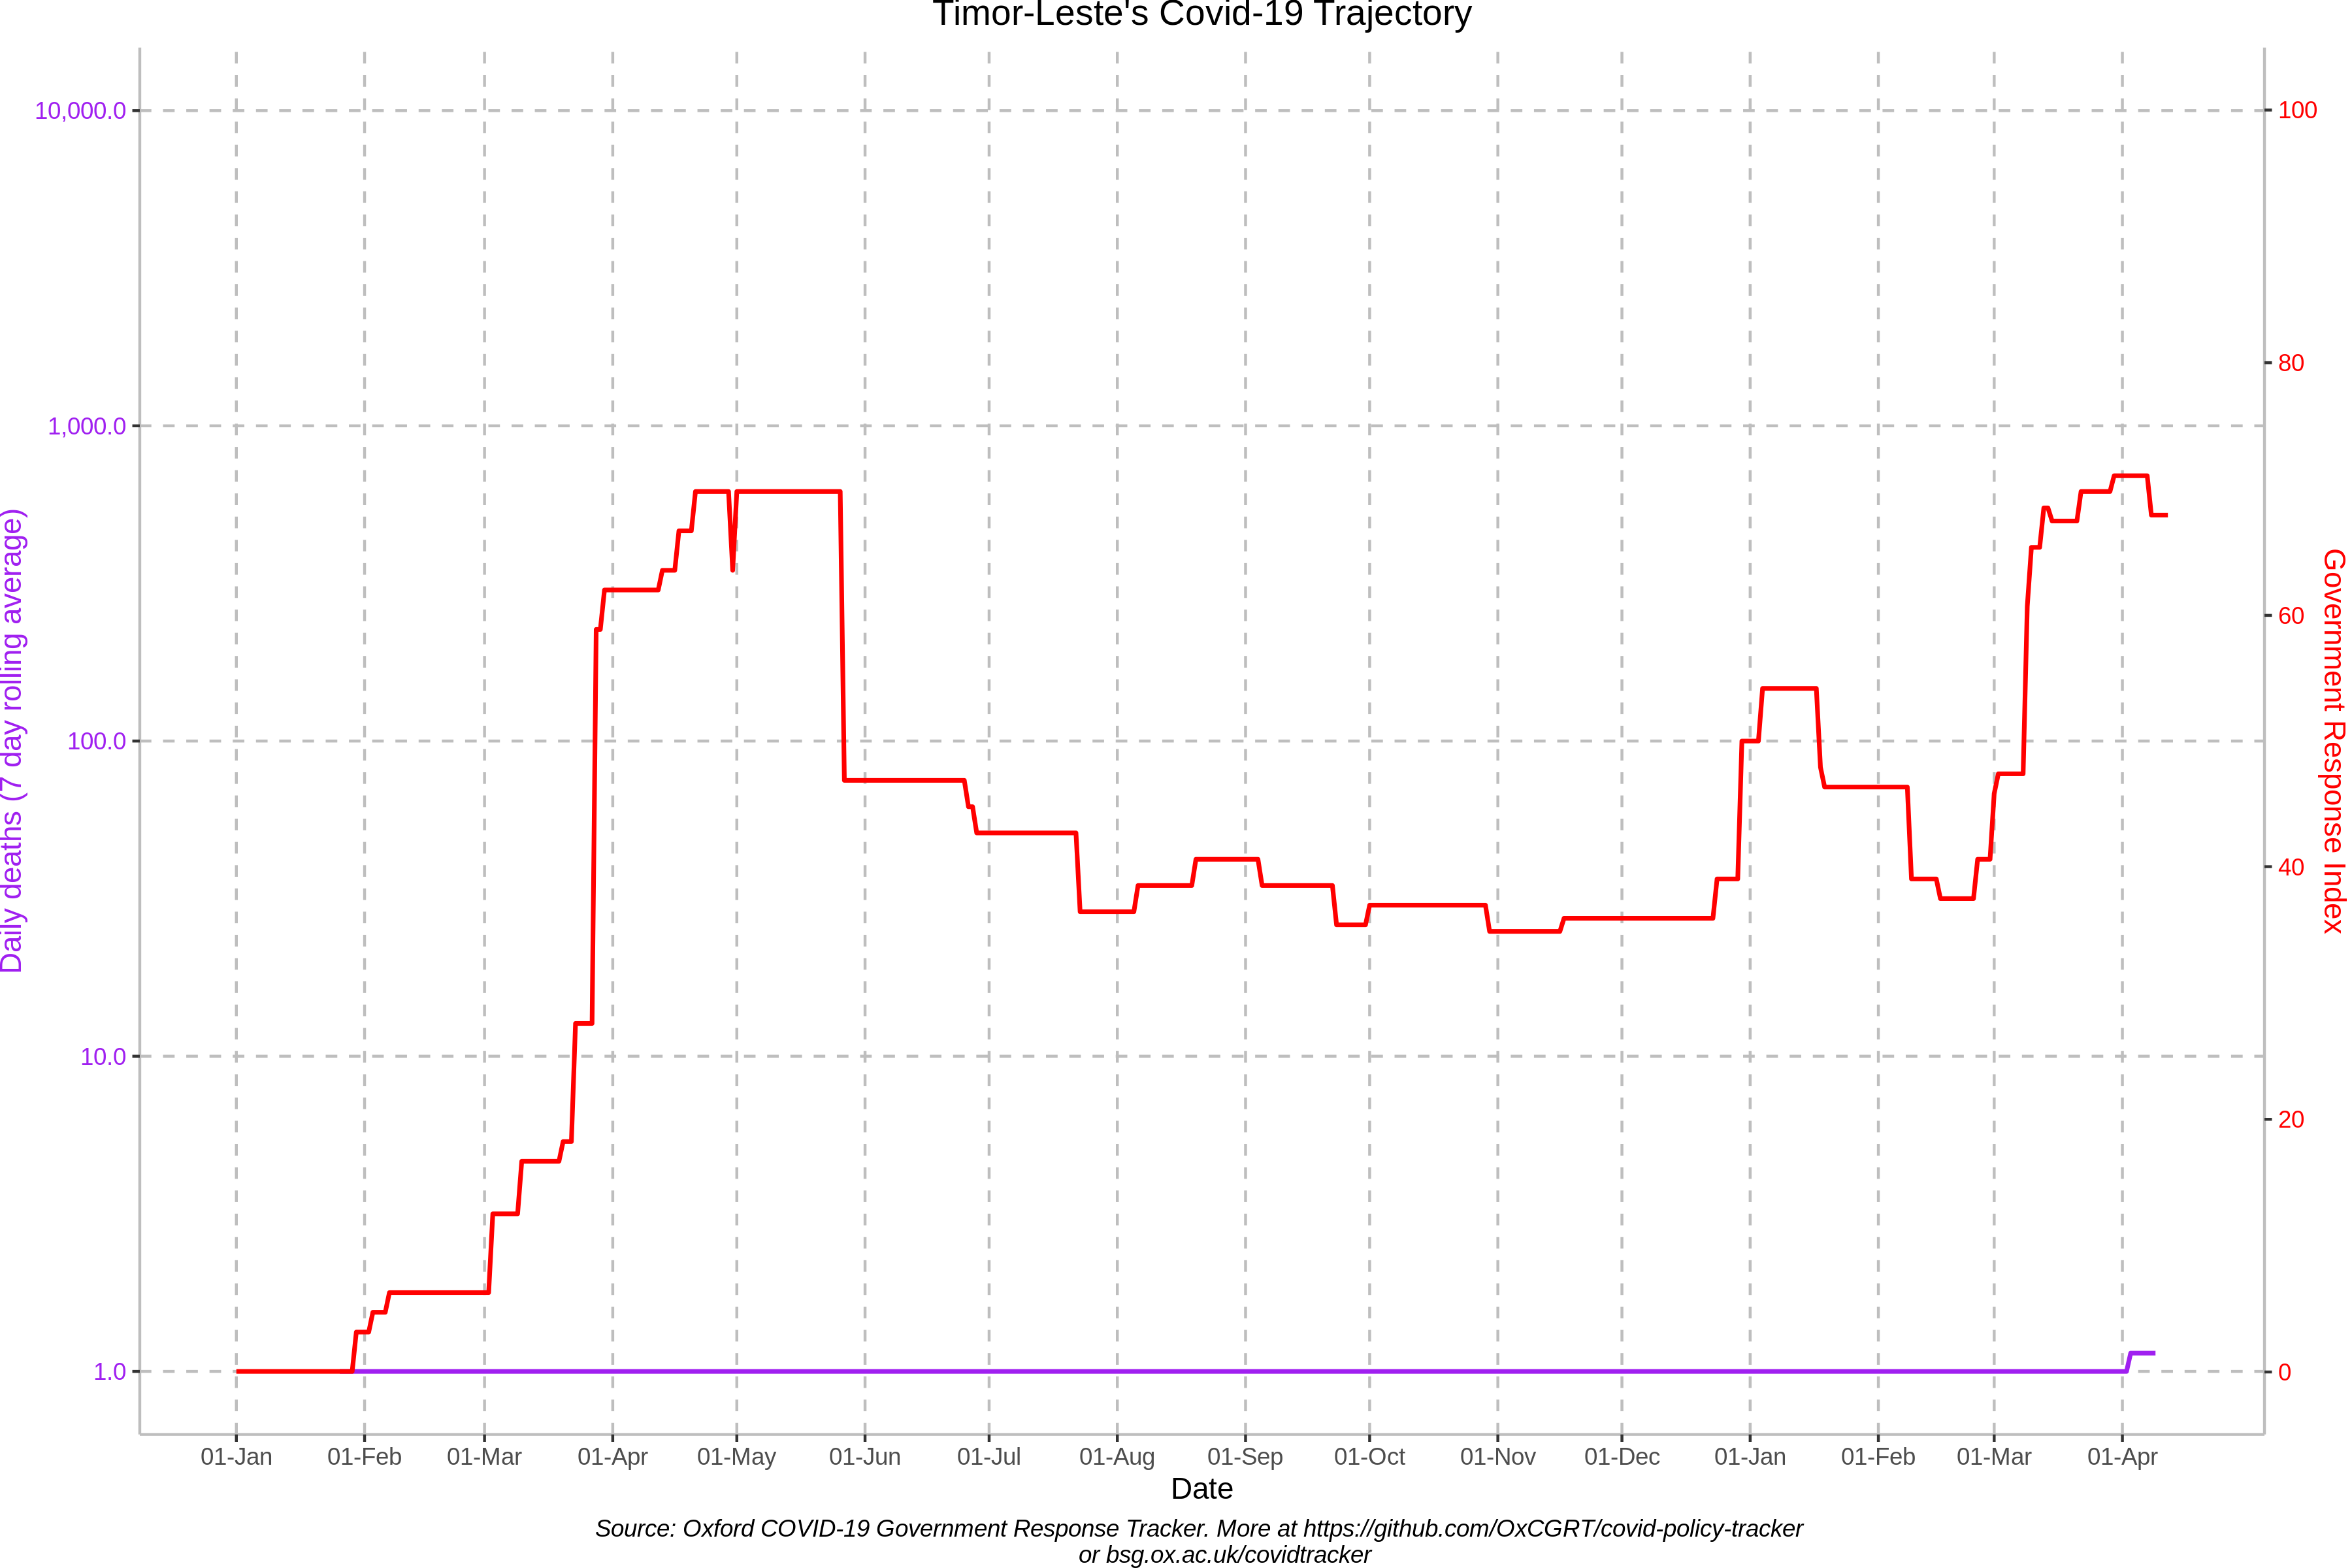 Timor-Leste's Covid-19 Trajectory
10,000.0
1,000.0
100.0
10.0
1.0
Daily deaths (7 day rolling average)
100
80
60
40
20
0
Government Response Index
01-Jan 01-Feb 01-Mar 01-Apr 01-May 01-Jun 01-Jul 01-Aug 01-Sep 01-Oct 01-Nov 01-Dec 01-Jan 01-Feb 01-Mar 01-Apr
Date
Source: Oxford COVID-19 Government Response Tracker. More at https://github.com/OxCGRT/covid-policy-tracker
or bsg.ox.ac.uk/covidtracker